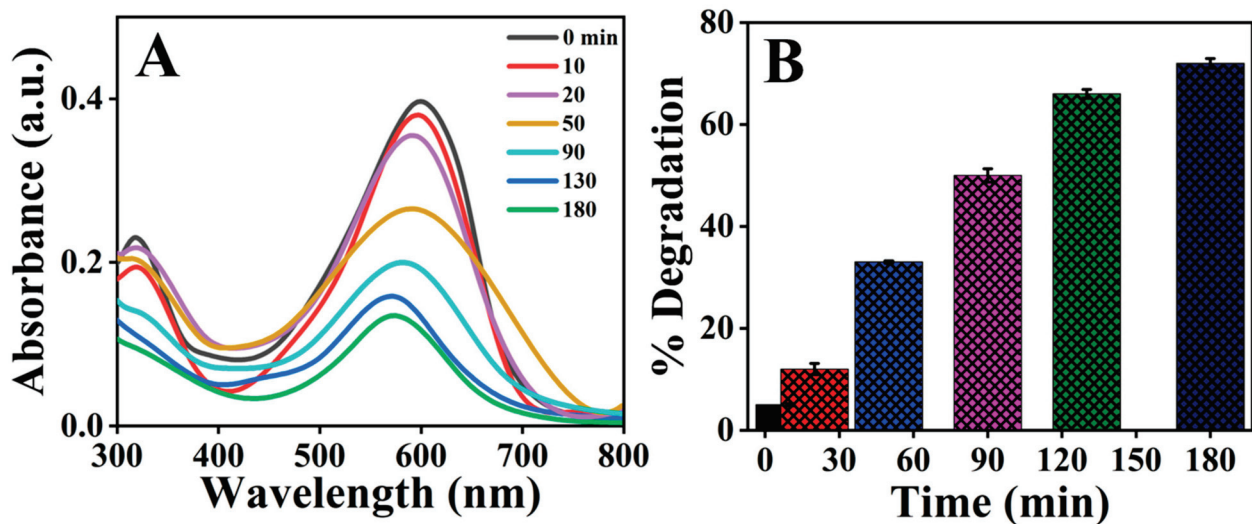 A
0 min
10
20
50
90
130
180
0.4
0.2
0.0
300 400 500 600 700 800
Wavelength (nm)
Absorbance (a.u.)
B
80
60
40
20
0
0 30 60 90 120 150 180
Time (min)
% Degradation